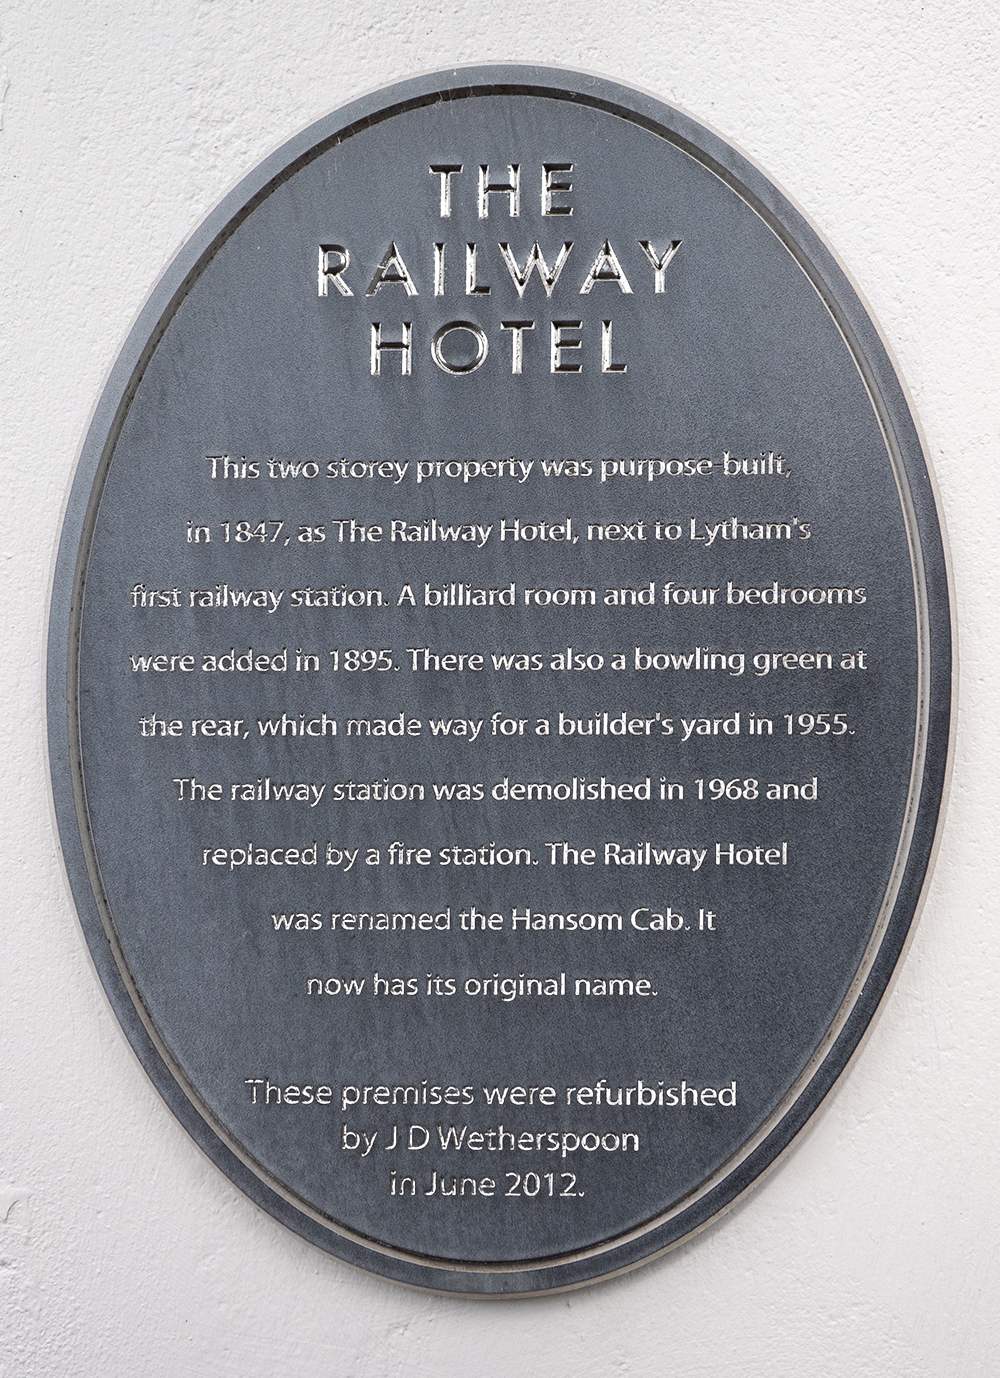 THE
RAILWAY
HOTEL
This two storey property was purpose-built,
in 1847, as The Railway Hotel, next to Lytham's
first railway station. A billiard room and four bedrooms
were added in 1895. There was also a bowling green at
the rear, which made way for a builder's yard in 1955.
The railway station was demolished in 1968 and
replaced by a fire station. The Railway Hotel
was renamed the Hansom Cab. It
now has its original name.
These premises were refurbished
by J D Wetherspoon
in June 2012.